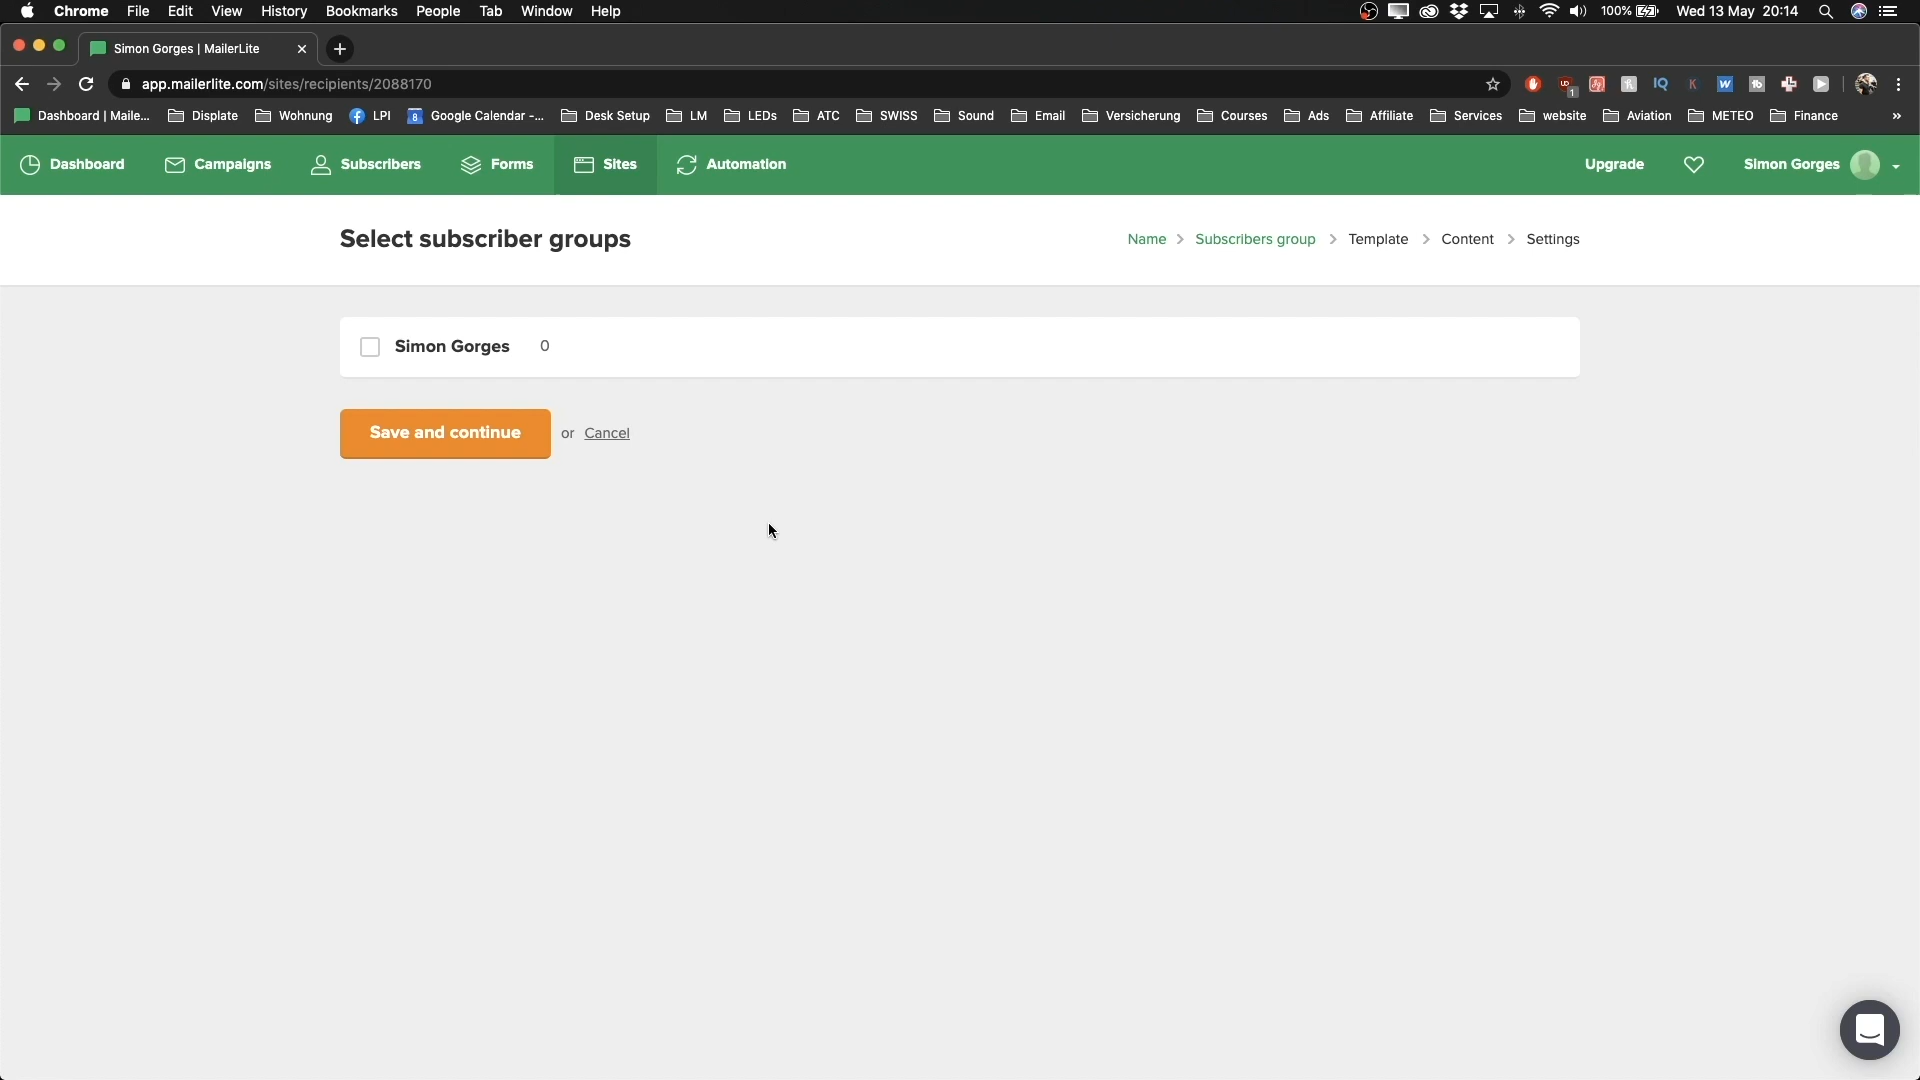 Chrome File Edit View History Bookmarks People Tab Window Help 100% Wed 13 May 20:14
Simon Gorges | MailerLite
app.mailerlite.com/sites/recipients/2088170
Dashboard | Maile... Displate Wohnung LPI Google Calendar -... Desk Setup LM LEDs ATC SWISS Sound Email Versicherung Courses Ads Affiliate Services website Aviation METEO Finance »
Dashboard Campaigns Subscribers Forms Sites Automation Upgrade Simon Gorges
Select subscriber groups
Name > Subscribers group > Template > Content > Settings
Simon Gorges 0
Save and continue or Cancel